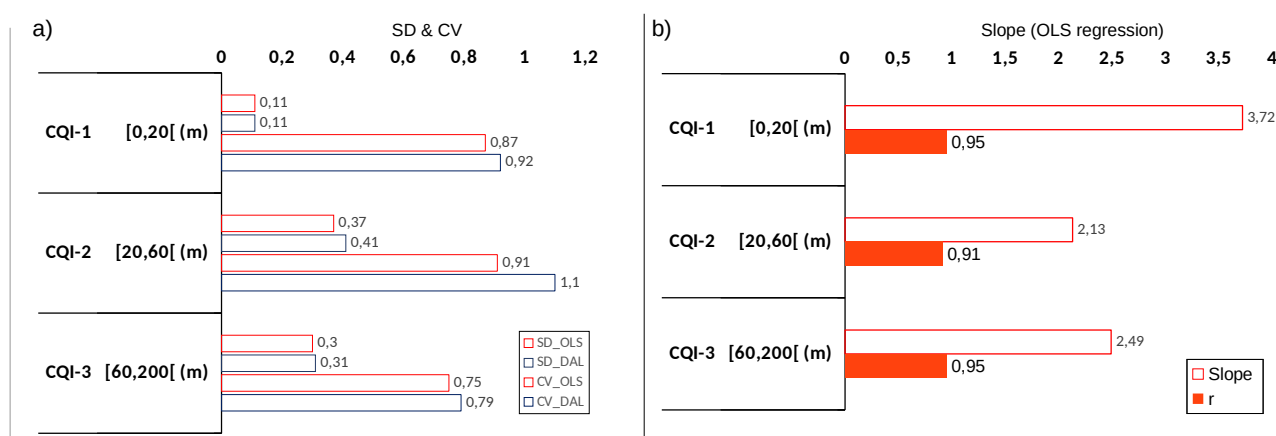 a)
SD & CV
0 0,2 0,4 0,6 0,8 1 1,2
CQI-1 [0,20[ (m)
0,11
0,11
0,87
0,92
CQI-2 [20,60[ (m)
0,37
0,41
0,91
1,1
CQI-3 [60,200[ (m)
0,3
0,31
0,75
0,79
SD_OLS
SD_DAL
CV_OLS
CV_DAL
b)
Slope (OLS regression)
0 0,5 1 1,5 2 2,5 3 3,5 4
CQI-1 [0,20[ (m)
3,72
0,95
CQI-2 [20,60[ (m)
2,13
0,91
CQI-3 [60,200[ (m)
2,49
0,95
Slope
r